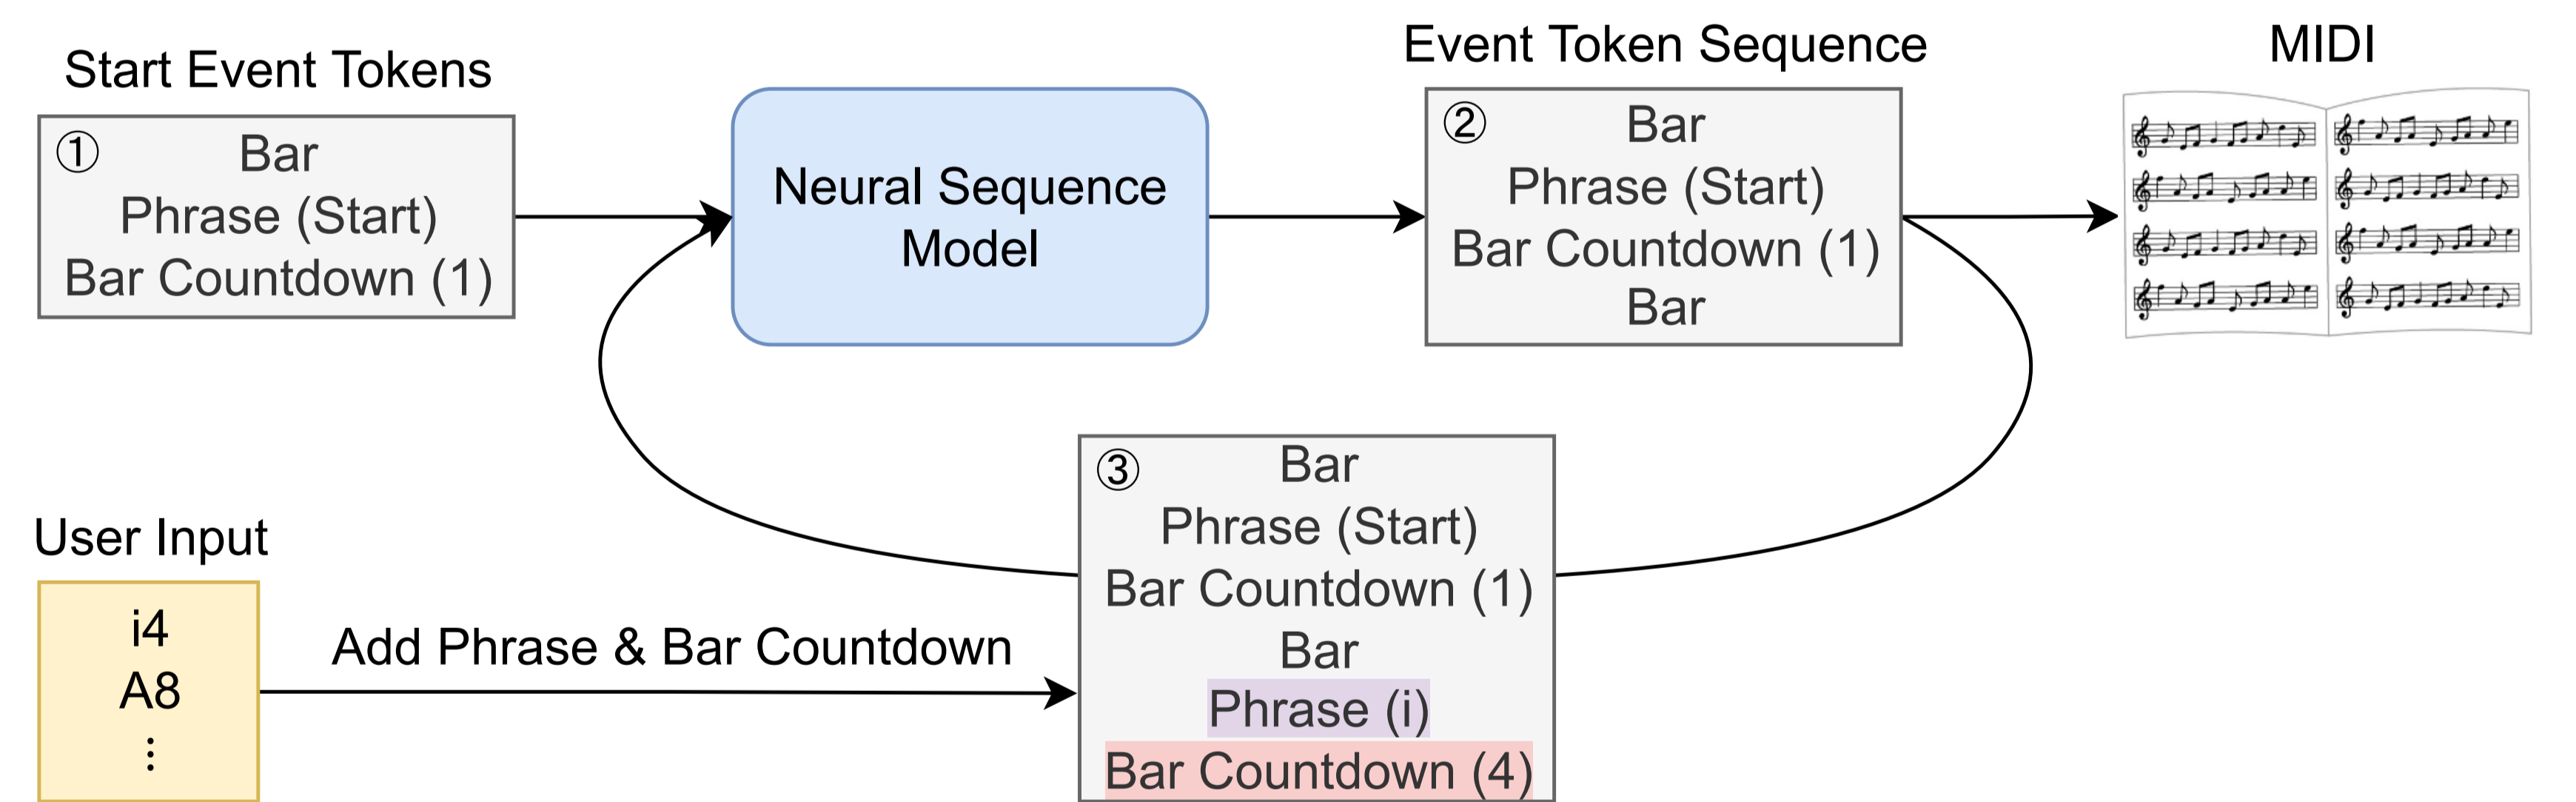 Start Event Tokens
①
Bar
Phrase (Start)
Bar Countdown (1)
Neural Sequence
Model
Event Token Sequence
②
Bar
Phrase (Start)
Bar Countdown (1)
Bar
MIDI
User Input
i4
A8
⋮
Add Phrase & Bar Countdown
③
Bar
Phrase (Start)
Bar Countdown (1)
Bar
Phrase (i)
Bar Countdown (4)